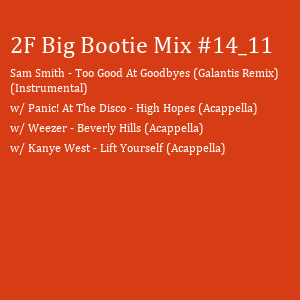 2F Big Bootie Mix #14_11
Sam Smith - Too Good At Goodbyes (Galantis Remix)
(Instrumental)
w/ Panic! At The Disco - High Hopes (Acappella)
w/ Weezer - Beverly Hills (Acappella)
w/ Kanye West - Lift Yourself (Acappella)